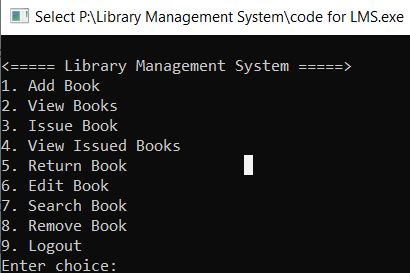 Select P:\Library Management System\code for LMS.exe
<===== Library Management System =====>
1. Add Book
2. View Books
3. Issue Book
4. View Issued Books
5. Return Book
6. Edit Book
7. Search Book
8. Remove Book
9. Logout
Enter choice: